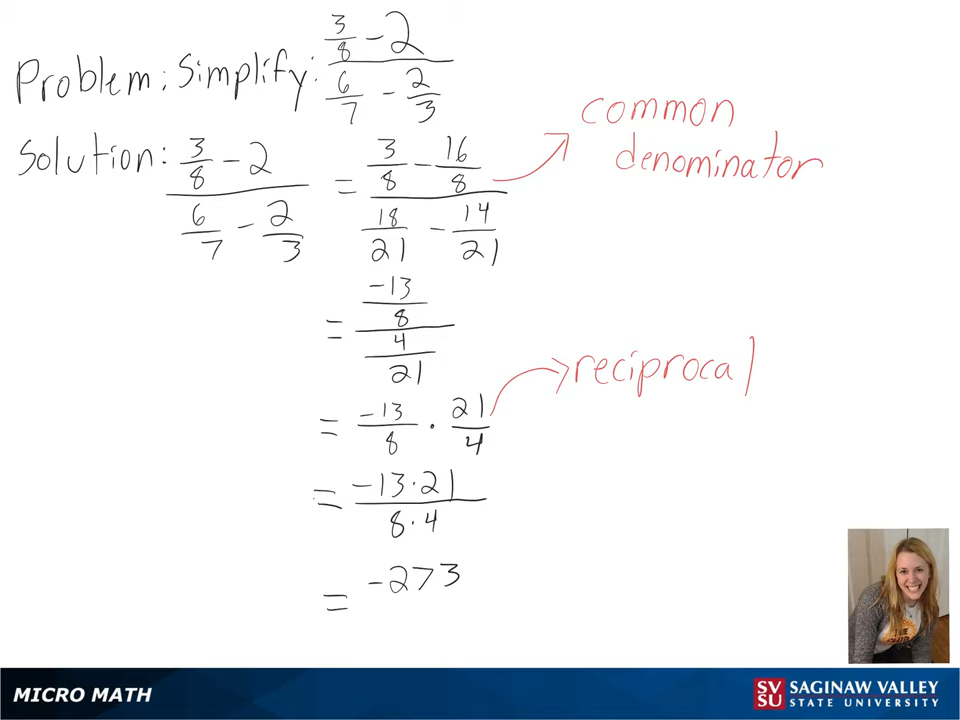 Problem: Simplify: (3/8 - 2)/(6/7 - 2/3)
common
denominator
Solution: (3/8 - 2)/(6/7 - 2/3) = (3/8 - 16/8)/(18/21 - 14/21)
= (-13/8)/(4/21)
reciprocal
= -13/8 · 21/4
= (-13·21)/(8·4)
= -273
MICRO MATH
SVSU SAGINAW VALLEY
STATE UNIVERSITY